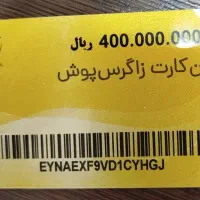 400.000.000 ریال
ن کارت زاگرس پوش
EYNAEXF9VD1CYHGJ